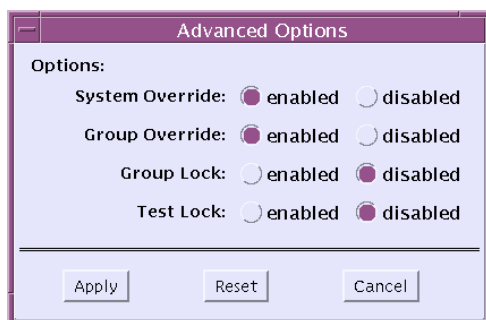 Advanced Options
Options:
System Override: enabled disabled
Group Override: enabled disabled
Group Lock: enabled disabled
Test Lock: enabled disabled
Apply Reset Cancel